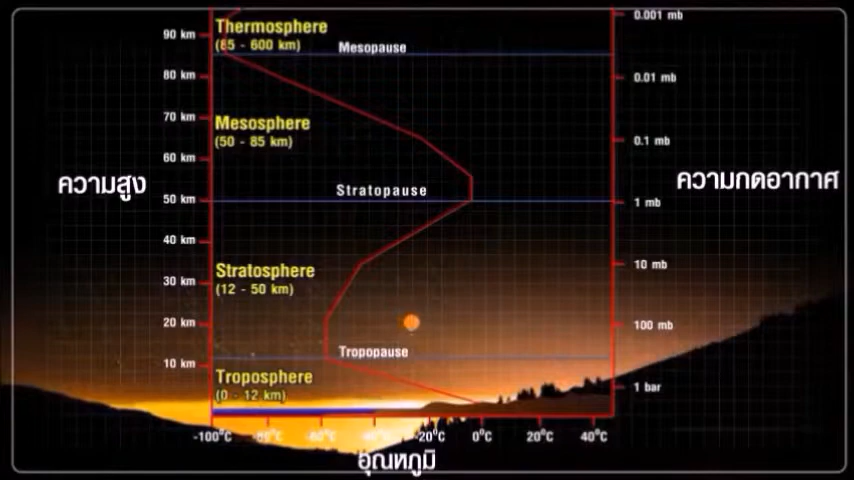 90 km
Thermosphere
(85 - 600 km)
Mesopause
0.001 mb
80 km
0.01 mb
70 km
Mesosphere
(50 - 85 km)
0.1 mb
60 km
ความสูง
Stratopause
ความกดอากาศ
50 km
1 mb
40 km
Stratosphere
(12 - 50 km)
10 mb
30 km
20 km
100 mb
Tropopause
10 km
Troposphere
(0 - 12 km)
1 bar
-100°C -80°C -60°C -40°C -20°C 0°C 20°C 40°C
อุณหภูมิ